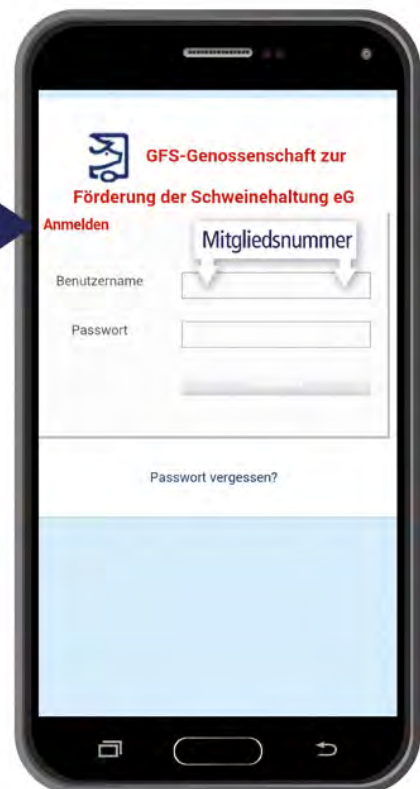 GFS-Genossenschaft zur
Förderung der Schweinehaltung eG
Anmelden
Mitgliedsnummer
Benutzername
Passwort
Passwort vergessen?